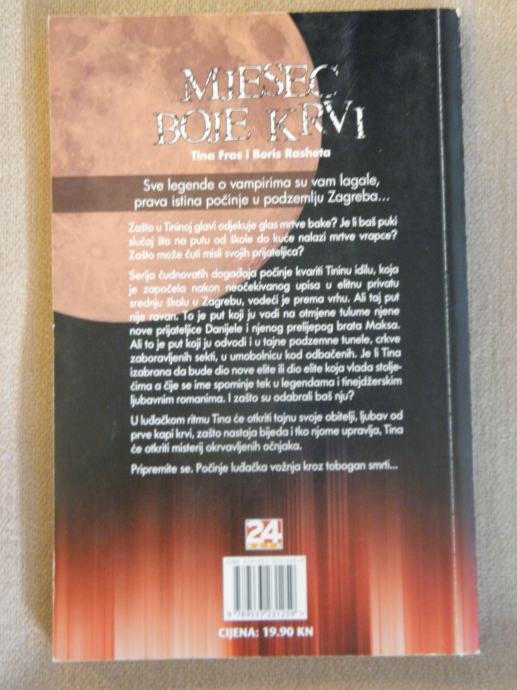 MJESEC
BOJE KRVI
Tina Fras i Boris Rasheta
Sve legende o vampirima su vam lagale,
prava istina počinje u podzemlju Zagreba...
Zašto u Tininoj glavi odjekuje glas mrtve bake? Je li baš puki
slučaj što na putu od škole do kuće nalazi mrtve vrapce?
Zašto može čuti misli svojih prijateljica?
Serija čudnovatih događaja počinje kvariti Tininu idilu, koja
je započela nakon neočekivanog upisa u elitnu privatu
srednju školu u Zagrebu, vodeći je prema vrhu. Ali taj put
nije ravan. To je put koji ju vodi na otmjene tulume njene
nove prijateljice Danijele i njenog prelijepog brata Maksa.
Ali to je put koji ju odvodi i u tajne podzemne tunele, crkve
zaboravljenih sekti, u umobolnicu kod odbačenih. Je li Tina
izabrana da bude dio nove elite ili dio elite koja vlada stolje-
ćima a čije se ime spominje tek u legendama i tinejdžerskim
ljubavnim romanima. I zašto su odabrali baš nju?
U luđačkom ritmu Tina će otkriti tajnu svoje obitelji, ljubav od
prve kapi krvi, zašto nastaja bijeda i tko njome upravlja, Tina
će otkriti misterij okrvavljenih očnjaka.
Pripremite se. Počinje luđačka vožnja kroz tobogan smrti...
24
CIJENA: 19.90 KN